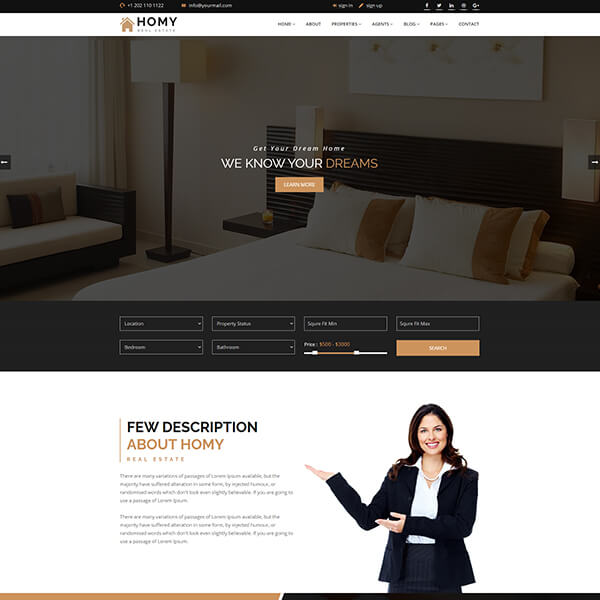 +1 202 110 1122 info@yourmail.com sign in sign up
HOMY
REAL ESTATE
HOME ABOUT PROPERTIES AGENTS BLOG PAGES CONTACT
Get Your Dream Home
WE KNOW YOUR DREAMS
LEARN MORE
Location Property Status Squre Fit Min Squre Fit Max
Bedroom Bathroom Price : $500 - $3000 SEARCH
FEW DESCRIPTION
ABOUT HOMY
REAL ESTATE
There are many variations of passages of Lorem Ipsum available, but the
majority have suffered alteration in some form, by injected humour, or
randomised words which don't look even slightly believable. If you are going to
use a passage of Lorem Ipsum.
There are many variations of passages of Lorem Ipsum available, but the
majority have suffered alteration in some form, by injected humour, or
randomised words which don't look even slightly believable. If you are going to
use a passage of Lorem Ipsum.